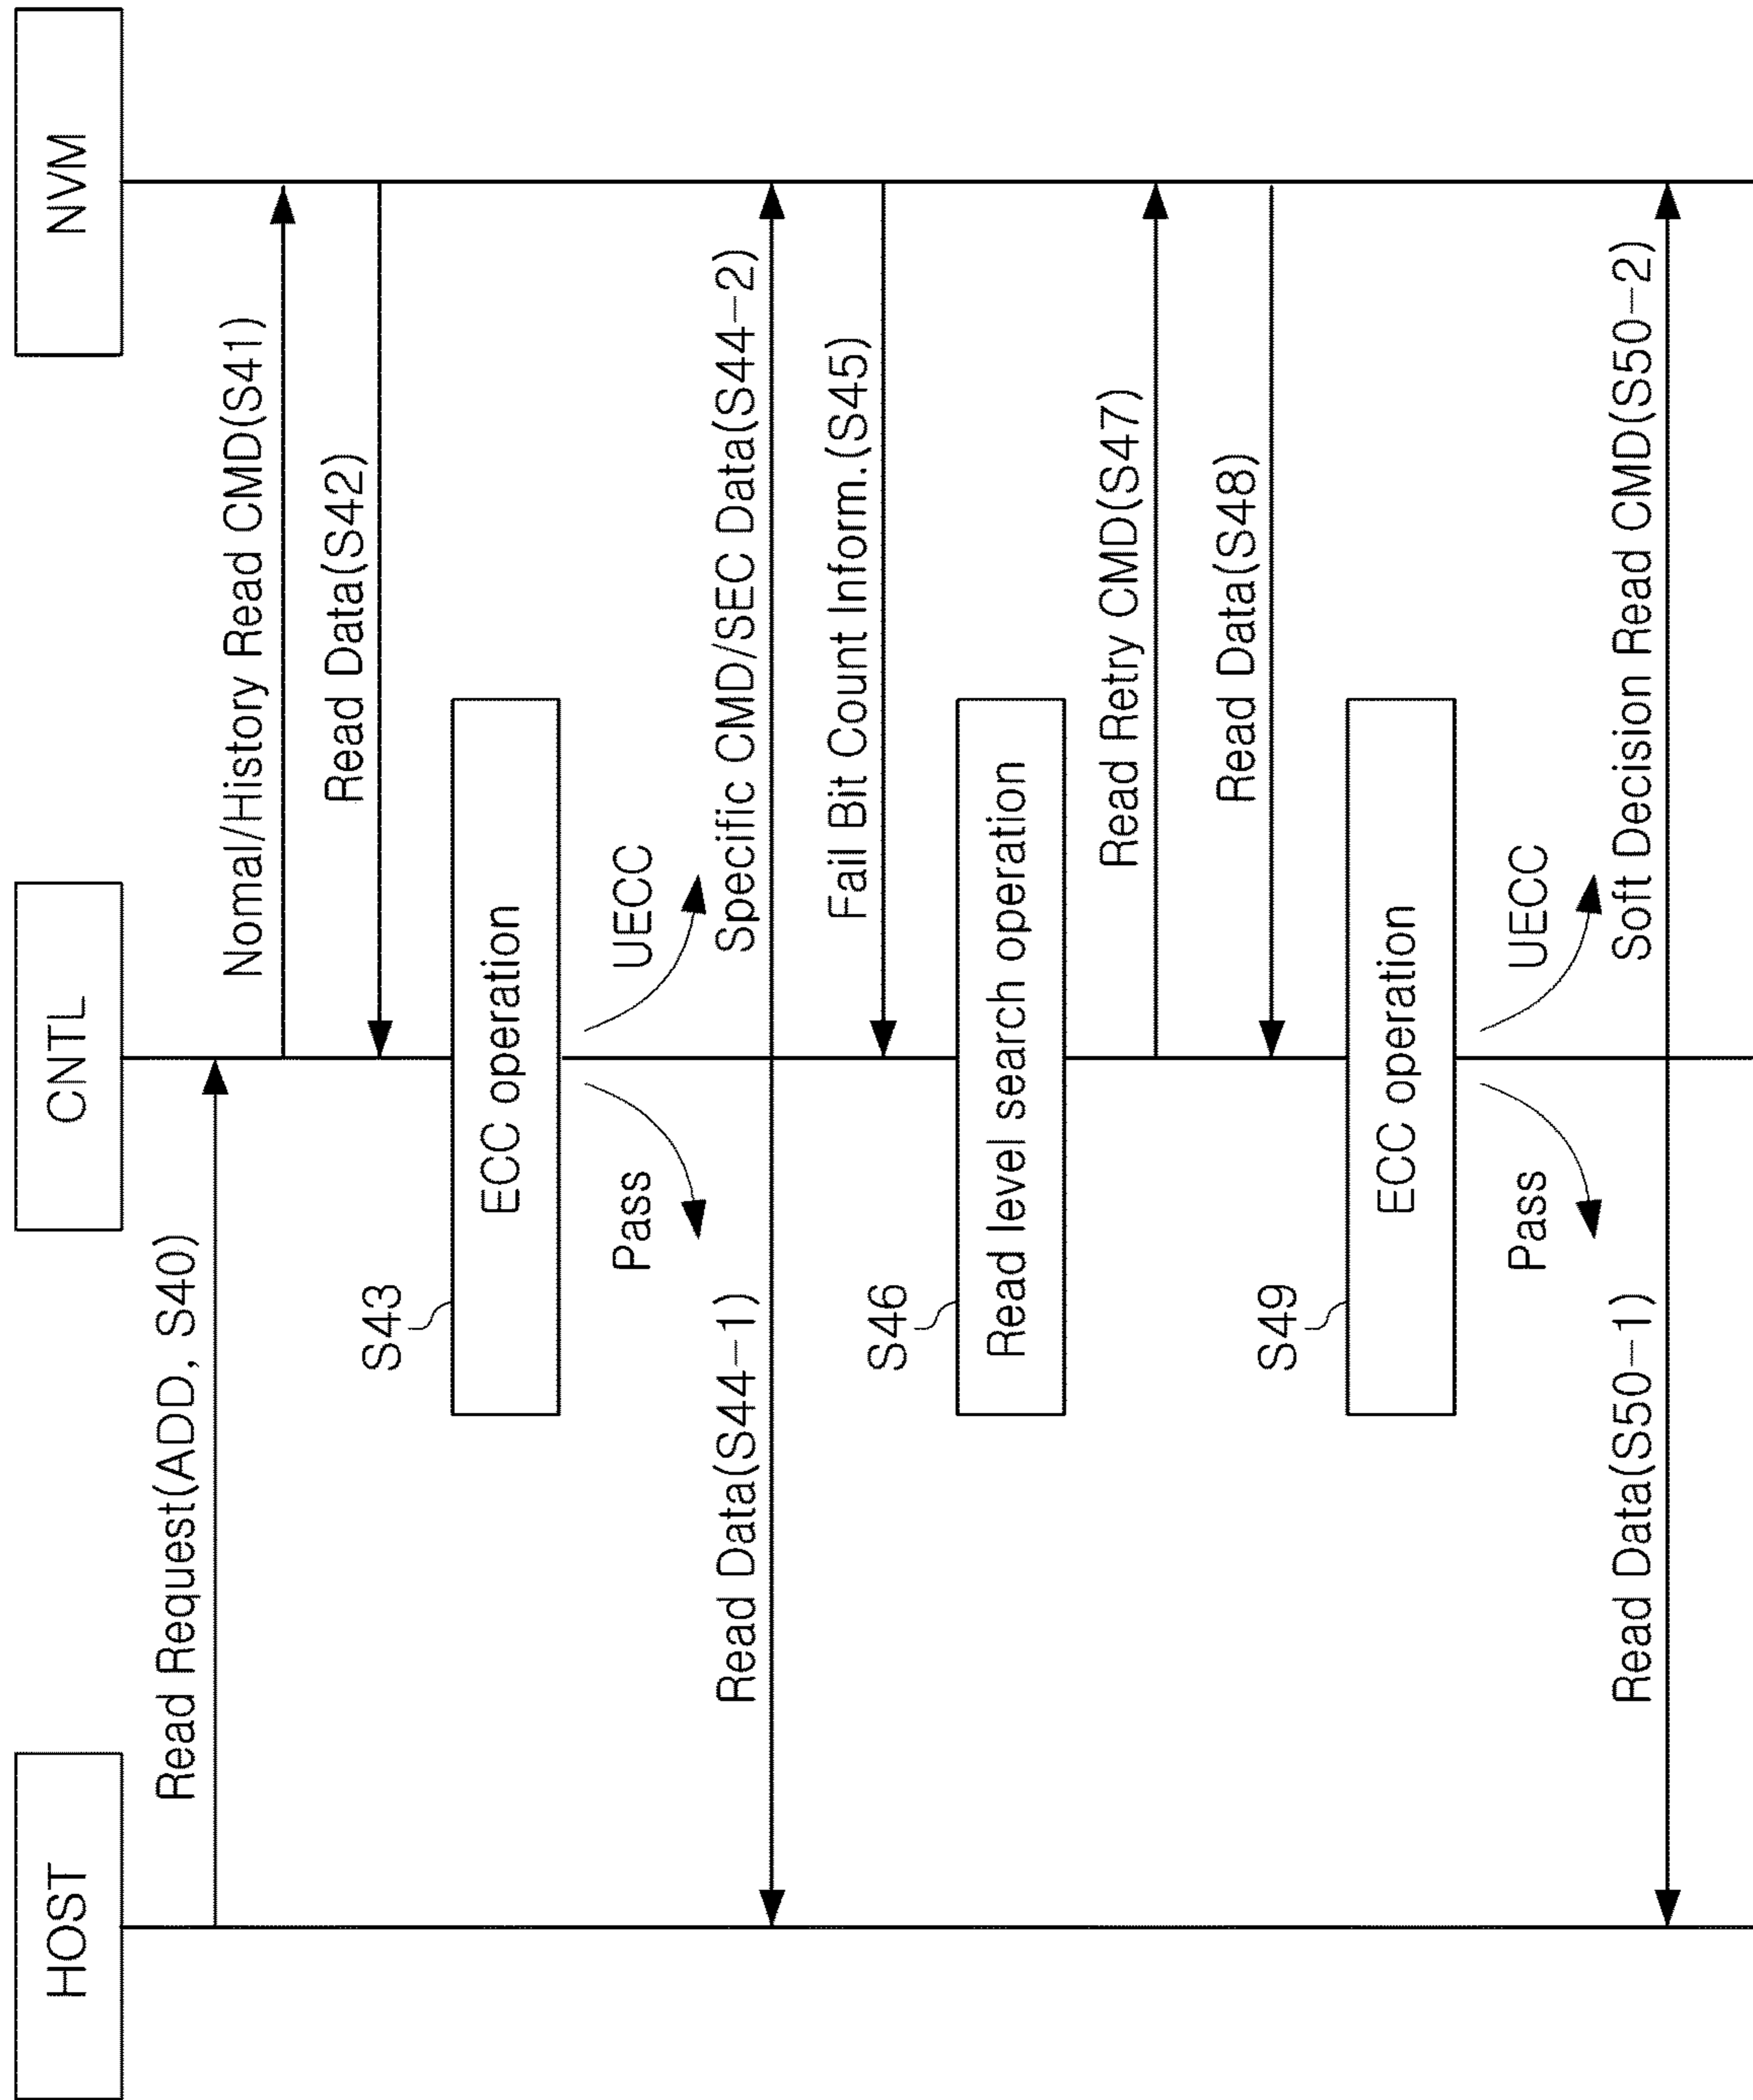 HOST
CNTL
NVM
Read Request(ADD, S40)
Nomal/History Read CMD(S41)
Read Data(S42)
S43
ECC operation
Pass
UECC
Read Data(S44-1)
Specific CMD/SEC Data(S44-2)
Fail Bit Count Inform.(S45)
S46
Read level search operation
Read Retry CMD(S47)
Read Data(S48)
S49
ECC operation
Pass
UECC
Read Data(S50-1)
Soft Decision Read CMD(S50-2)